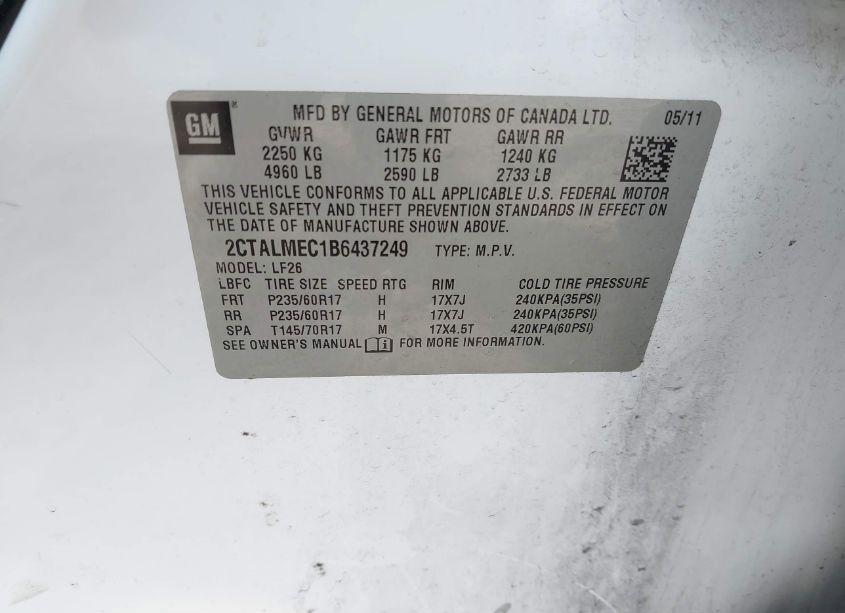 GM ® MFD BY GENERAL MOTORS OF CANADA LTD. 05/11
GVWR GAWR FRT GAWR RR
2250 KG 1175 KG 1240 KG
4960 LB 2590 LB 2733 LB
THIS VEHICLE CONFORMS TO ALL APPLICABLE U.S. FEDERAL MOTOR
VEHICLE SAFETY AND THEFT PREVENTION STANDARDS IN EFFECT ON
THE DATE OF MANUFACTURE SHOWN ABOVE.
2CTALMEC1B6437249 TYPE: M.P.V.
MODEL: LF26
LBFC TIRE SIZE SPEED RTG RIM COLD TIRE PRESSURE
FRT P235/60R17 H 17X7J 240KPA(35PSI)
RR P235/60R17 H 17X7J 240KPA(35PSI)
SPA T145/70R17 M 17X4.5T 420KPA(60PSI)
SEE OWNER'S MANUAL i FOR MORE INFORMATION.